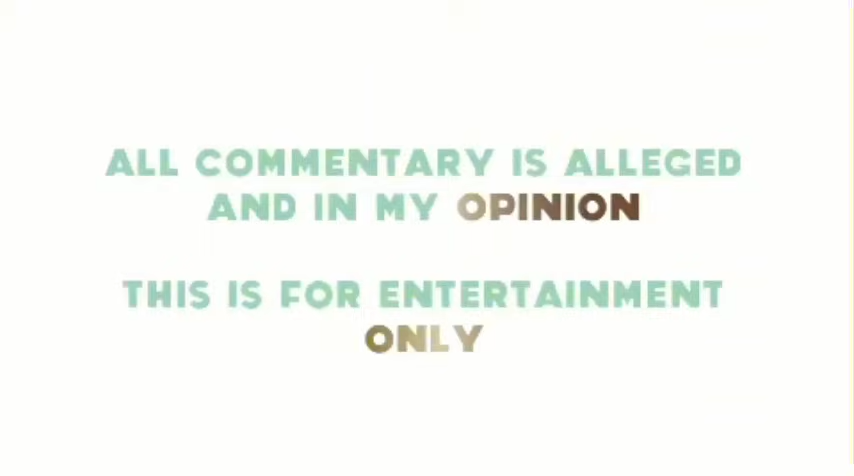 ALL COMMENTARY IS ALLEGED
AND IN MY OPINION
THIS IS FOR ENTERTAINMENT
ONLY